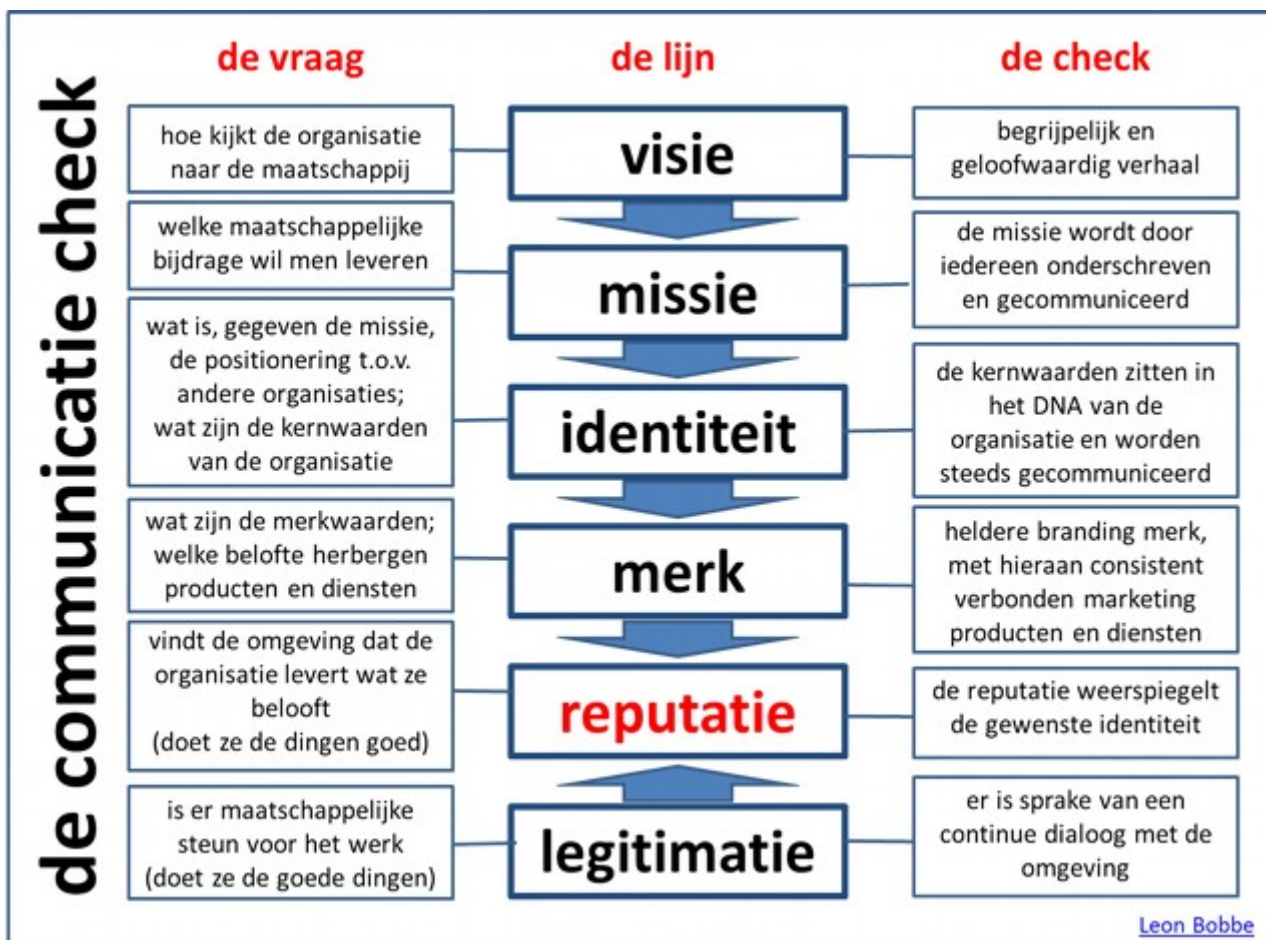 de communicatie check
de vraag
de lijn
de check
hoe kijkt de organisatie
naar de maatschappij
visie
begrijpelijk en
geloofwaardig verhaal
welke maatschappelijke
bijdrage wil men leveren
missie
de missie wordt door
iedereen onderschreven
en gecommuniceerd
wat is, gegeven de missie,
de positionering t.o.v.
andere organisaties;
wat zijn de kernwaarden
van de organisatie
identiteit
de kernwaarden zitten in
het DNA van de
organisatie en worden
steeds gecommuniceerd
wat zijn de merkwaarden;
welke belofte herbergen
producten en diensten
merk
heldere branding merk,
met hieraan consistent
verbonden marketing
producten en diensten
vindt de omgeving dat de
organisatie levert wat ze
belooft
(doet ze de dingen goed)
reputatie
de reputatie weerspiegelt
de gewenste identiteit
is er maatschappelijke
steun voor het werk
(doet ze de goede dingen)
legitimatie
er is sprake van een
continue dialoog met de
omgeving
Leon Bobbe